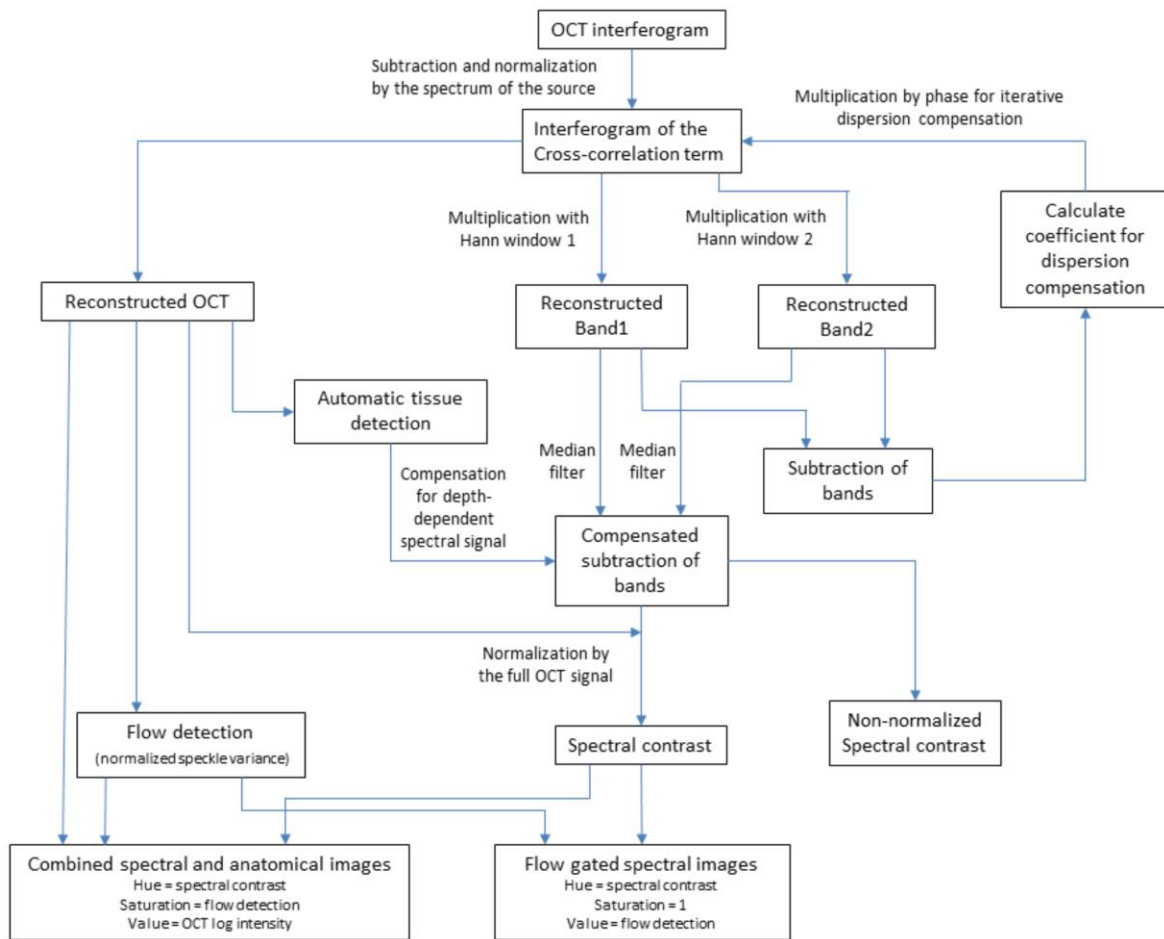 OCT interferogram
Subtraction and normalization
by the spectrum of the source
Multiplication by phase for iterative
dispersion compensation
Interferogram of the
Cross-correlation term
Multiplication with
Hann window 1
Multiplication with
Hann window 2
Calculate
coefficient for
dispersion
compensation
Reconstructed OCT
Reconstructed
Band1
Reconstructed
Band2
Automatic tissue
detection
Median
filter
Median
filter
Subtraction of
bands
Compensation
for depth-
dependent
spectral signal
Compensated
subtraction of
bands
Normalization by
the full OCT signal
Flow detection
(normalized speckle variance)
Spectral contrast
Non-normalized
Spectral contrast
Combined spectral and anatomical images
Hue = spectral contrast
Saturation = flow detection
Value = OCT log intensity
Flow gated spectral images
Hue = spectral contrast
Saturation = 1
Value = flow detection